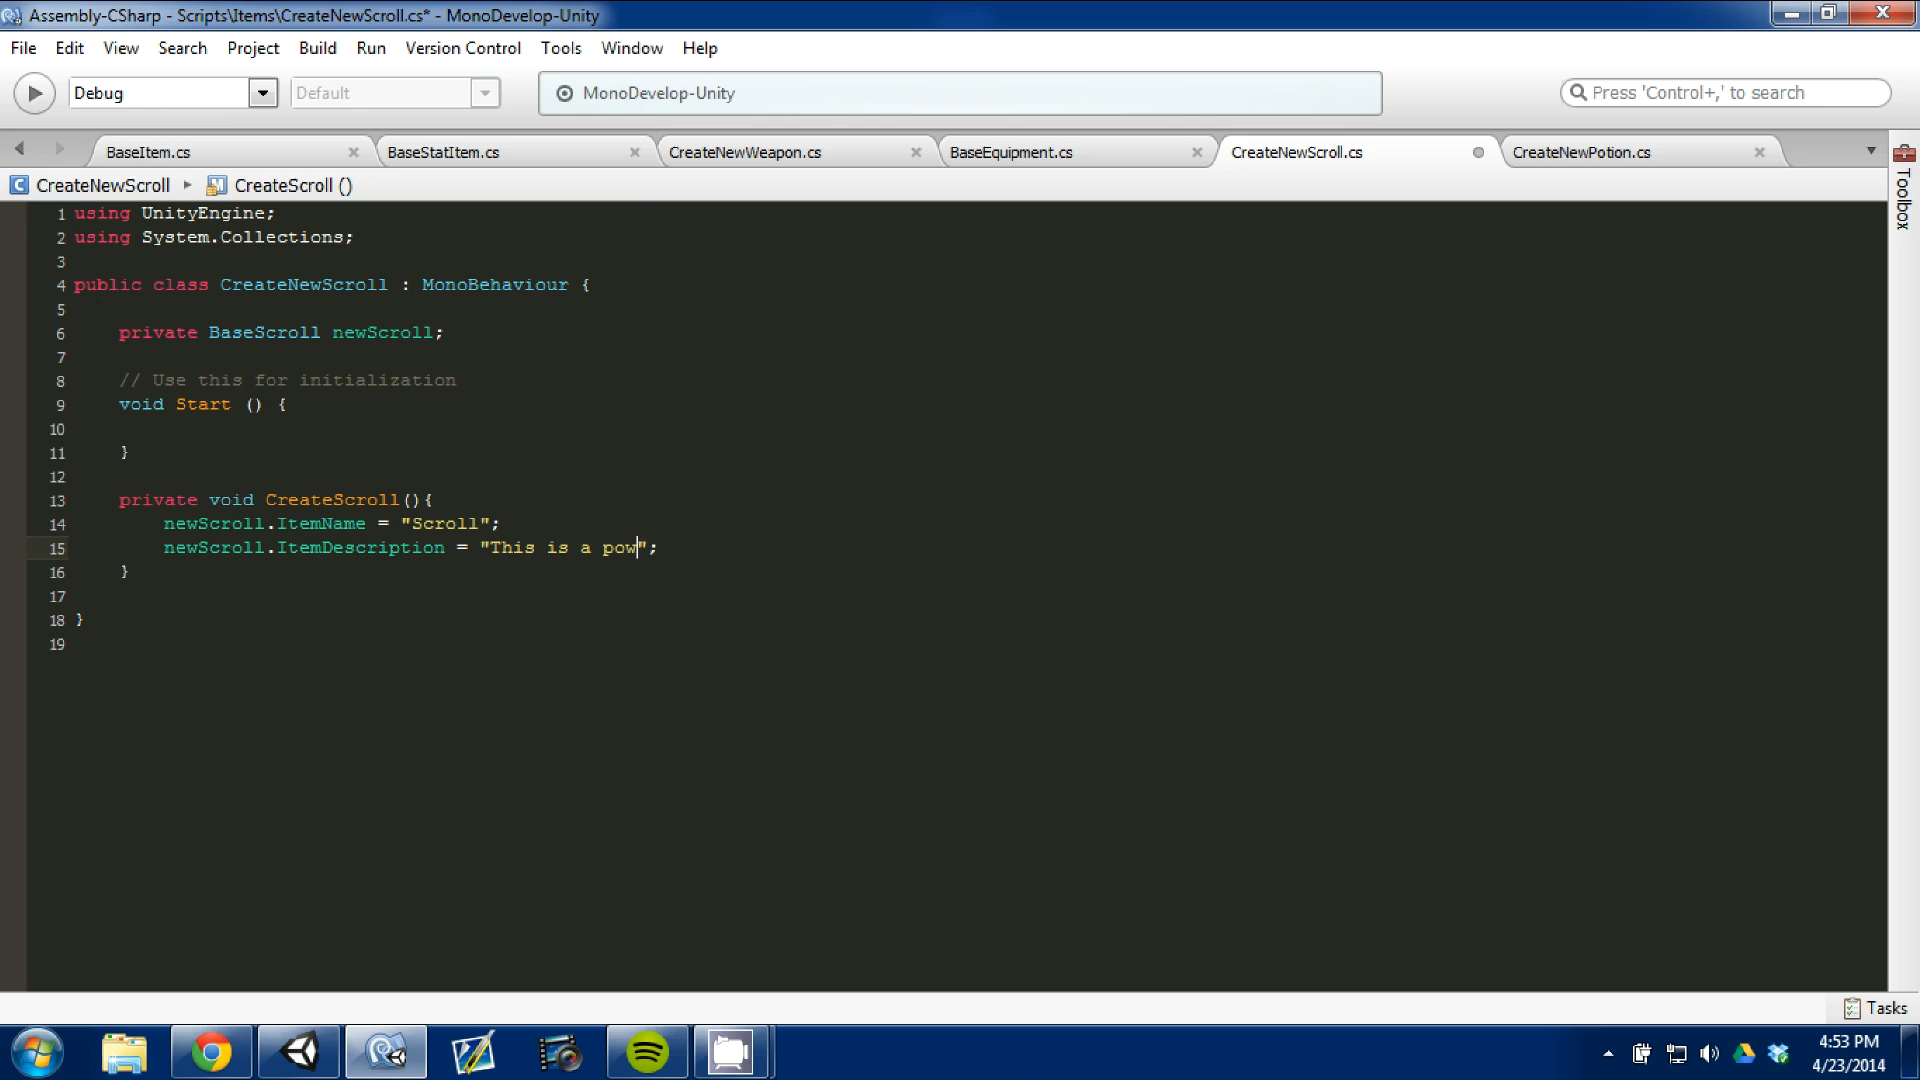 Assembly-CSharp - Scripts\Items\CreateNewScroll.cs* - MonoDevelop-Unity
File Edit View Search Project Build Run Version Control Tools Window Help
Debug Default MonoDevelop-Unity Press 'Control+,' to search
BaseItem.cs BaseStatItem.cs CreateNewWeapon.cs BaseEquipment.cs CreateNewScroll.cs CreateNewPotion.cs
Toolbox
CreateNewScroll CreateScroll ()
1 using UnityEngine;
2 using System.Collections;
3
4 public class CreateNewScroll : MonoBehaviour {
5
6 private BaseScroll newScroll;
7
8 // Use this for initialization
9 void Start () {
10
11 }
12
13 private void CreateScroll(){
14 newScroll.ItemName = "Scroll";
15 newScroll.ItemDescription = "This is a pow";
16 }
17
18 }
19
Tasks
4:53 PM
4/23/2014